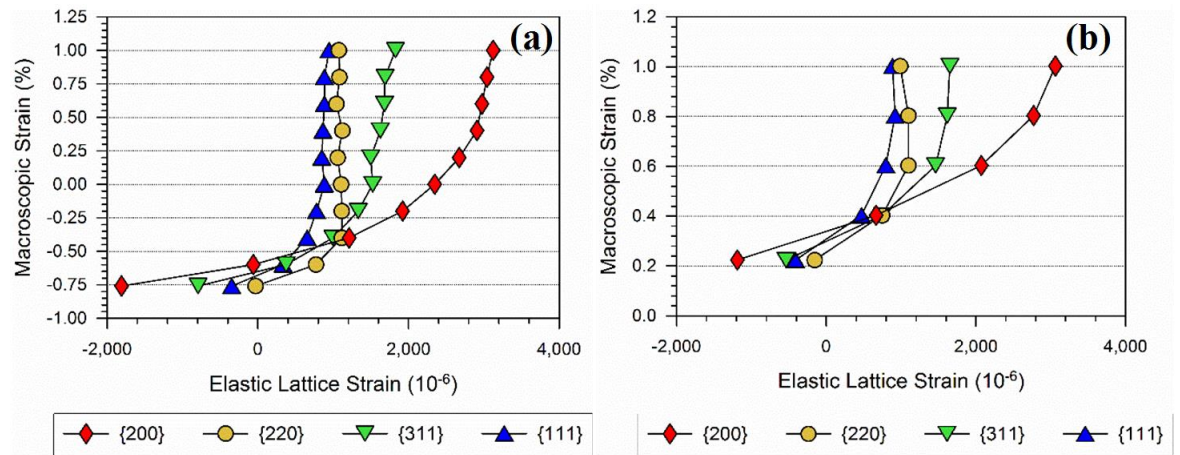 (a)
Macroscopic Strain (%)
1.25
1.00
0.75
0.50
0.25
0.00
-0.25
-0.50
-0.75
-1.00
-2,000 0 2,000 4,000
Elastic Lattice Strain (10⁻⁶)
{200} {220} {311} {111}
(b)
Macroscopic Strain (%)
1.2
1.0
0.8
0.6
0.4
0.2
0.0
-2,000 0 2,000 4,000
Elastic Lattice Strain (10⁻⁶)
{200} {220} {311} {111}